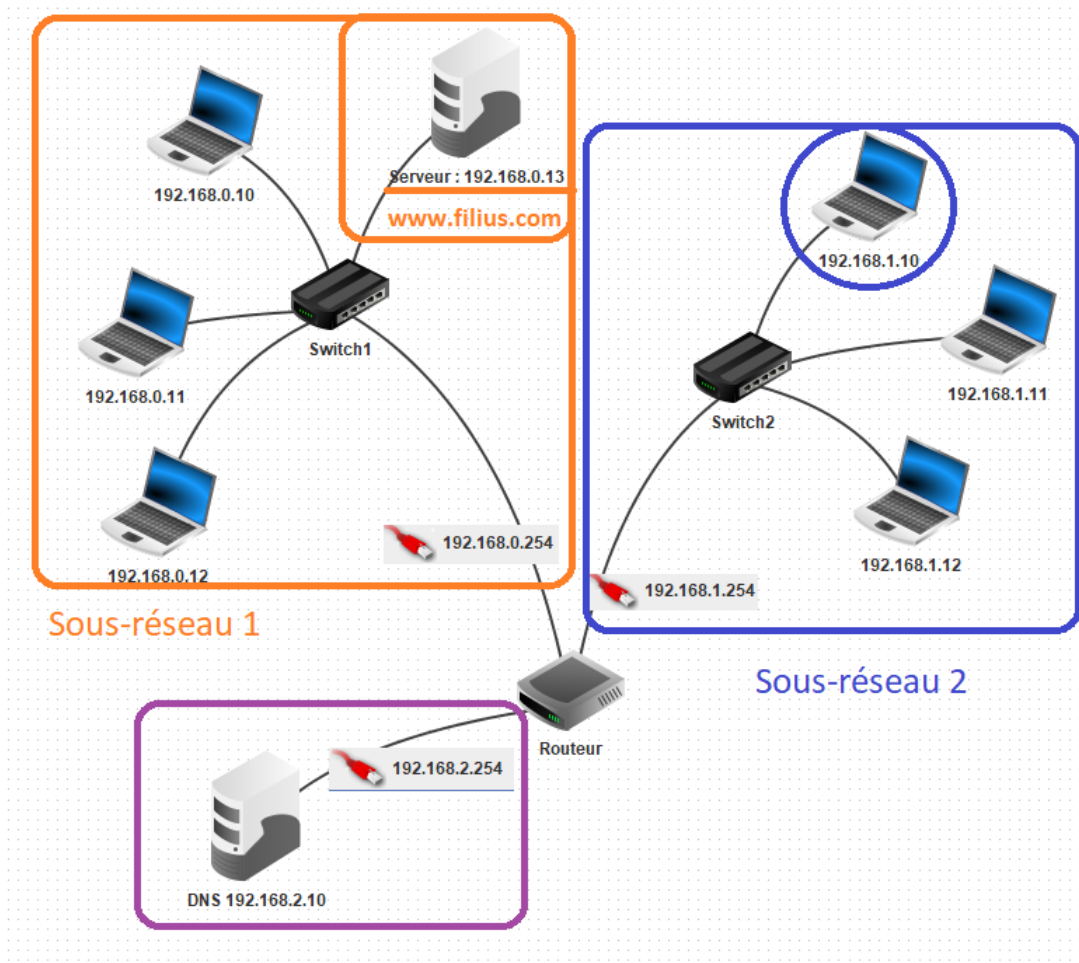 192.168.0.10
Serveur : 192.168.0.13
www.filius.com
192.168.1.10
Switch1
192.168.0.11
192.168.1.11
Switch2
192.168.0.254
192.168.1.12
192.168.0.12
192.168.1.254
Sous-réseau 1
Sous-réseau 2
Routeur
192.168.2.254
DNS 192.168.2.10